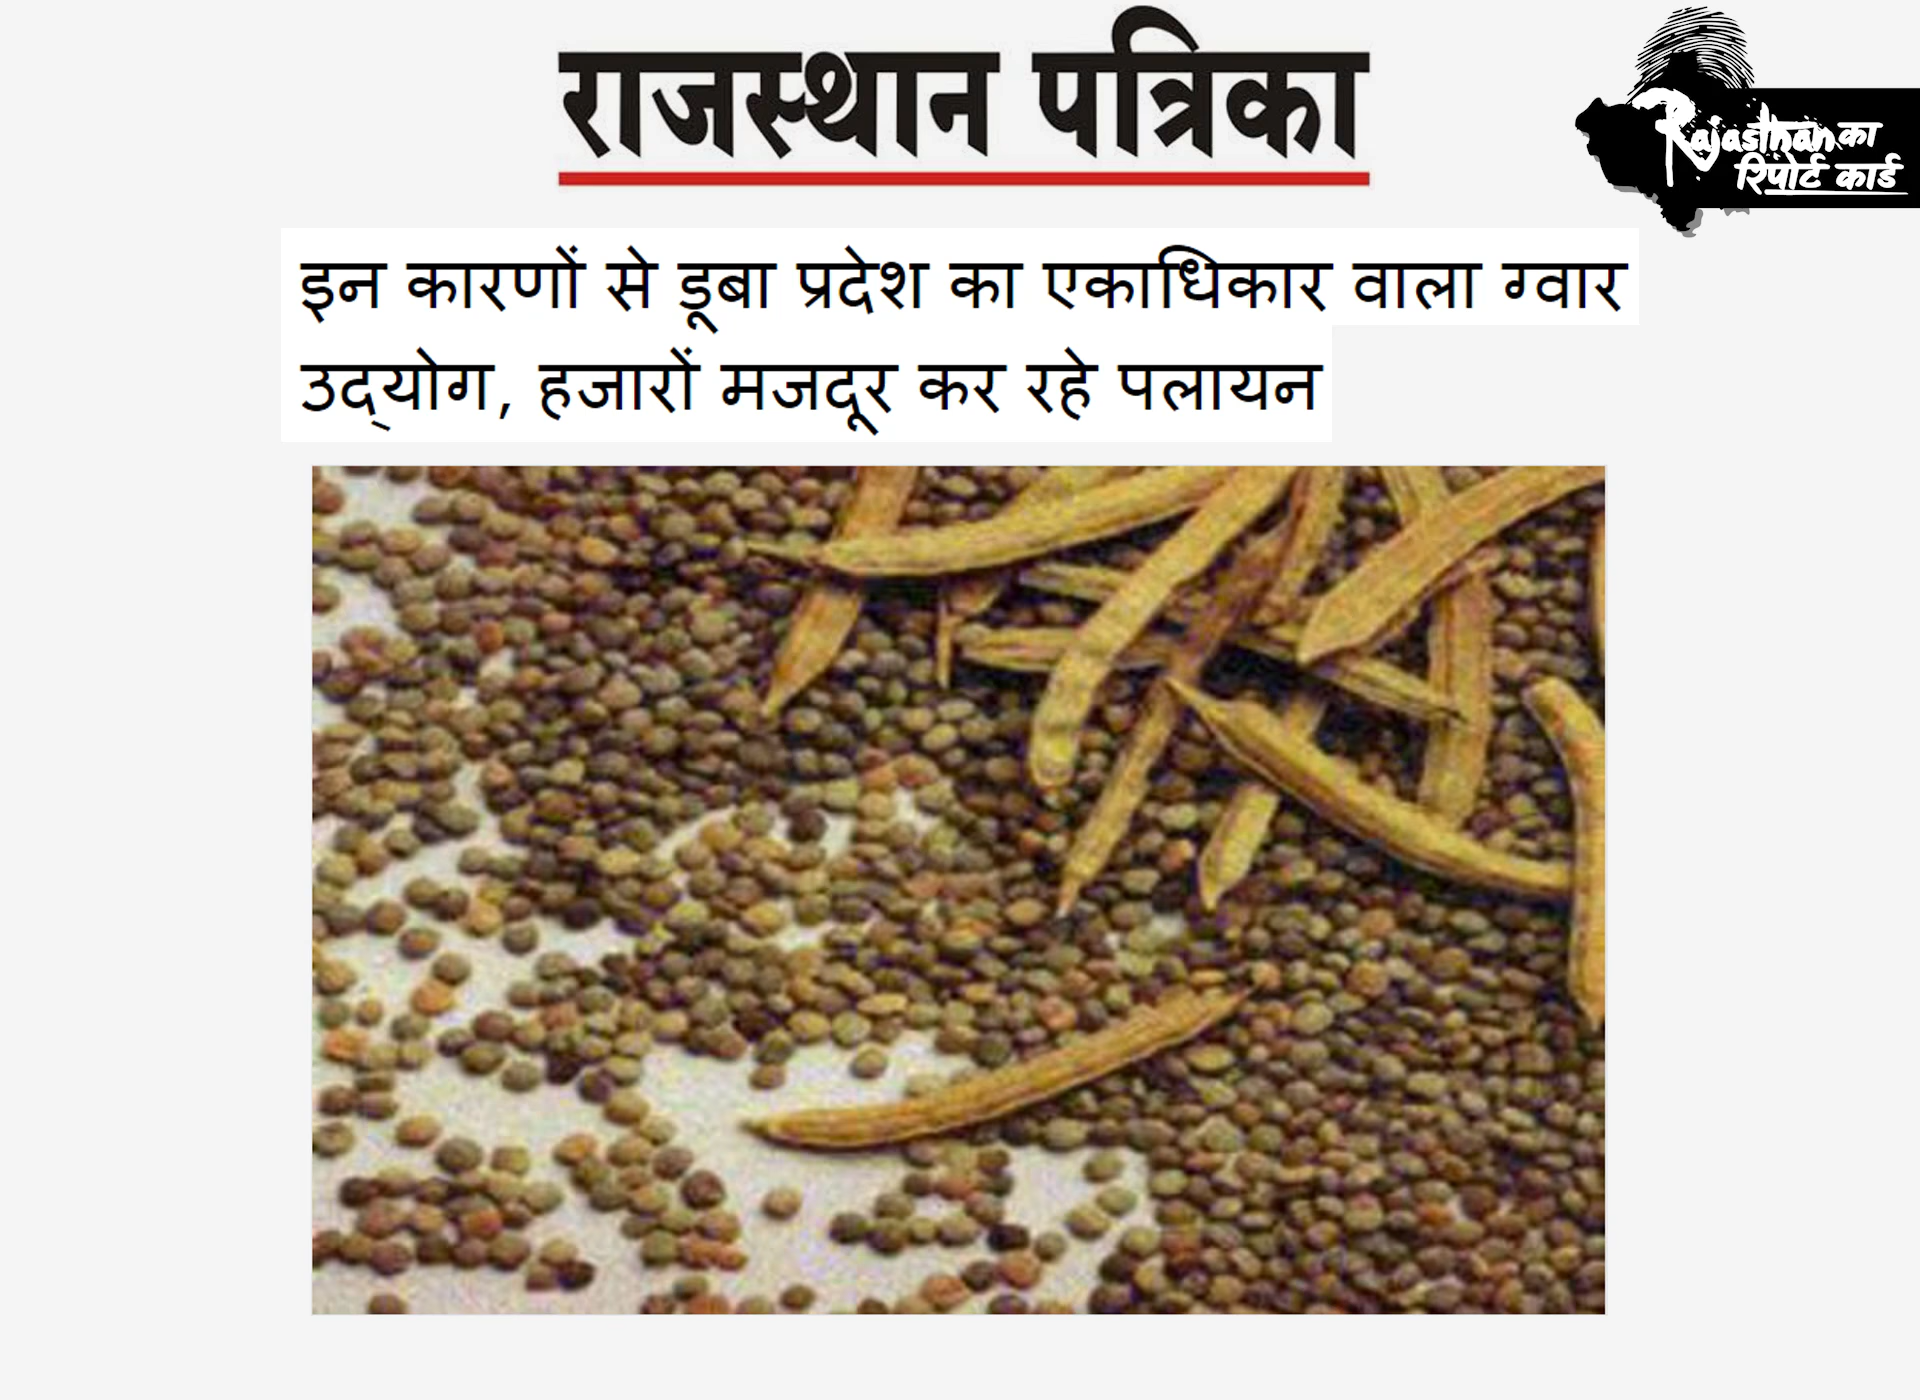 राजस्थान पत्रिका
Rajasthan का
रिपोर्ट कार्ड
इन कारणों से डूबा प्रदेश का एकाधिकार वाला ग्वार
उद्योग, हजारों मजदूर कर रहे पलायन